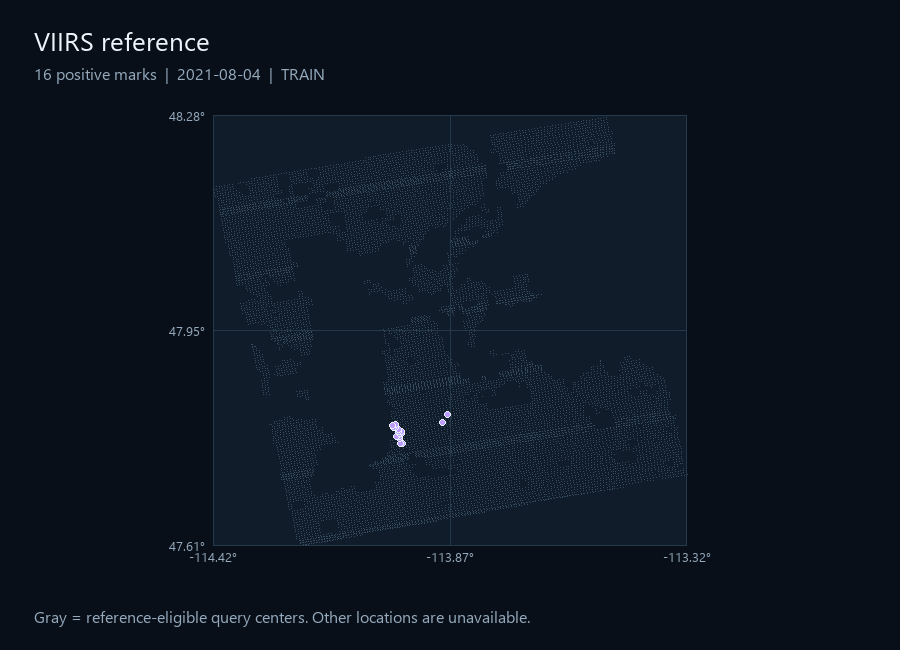 VIIRS reference
16 positive marks | 2021-08-04 | TRAIN
48.28°
47.95°
47.61°
-114.42°
-113.87°
-113.32°
Gray = reference-eligible query centers. Other locations are unavailable.